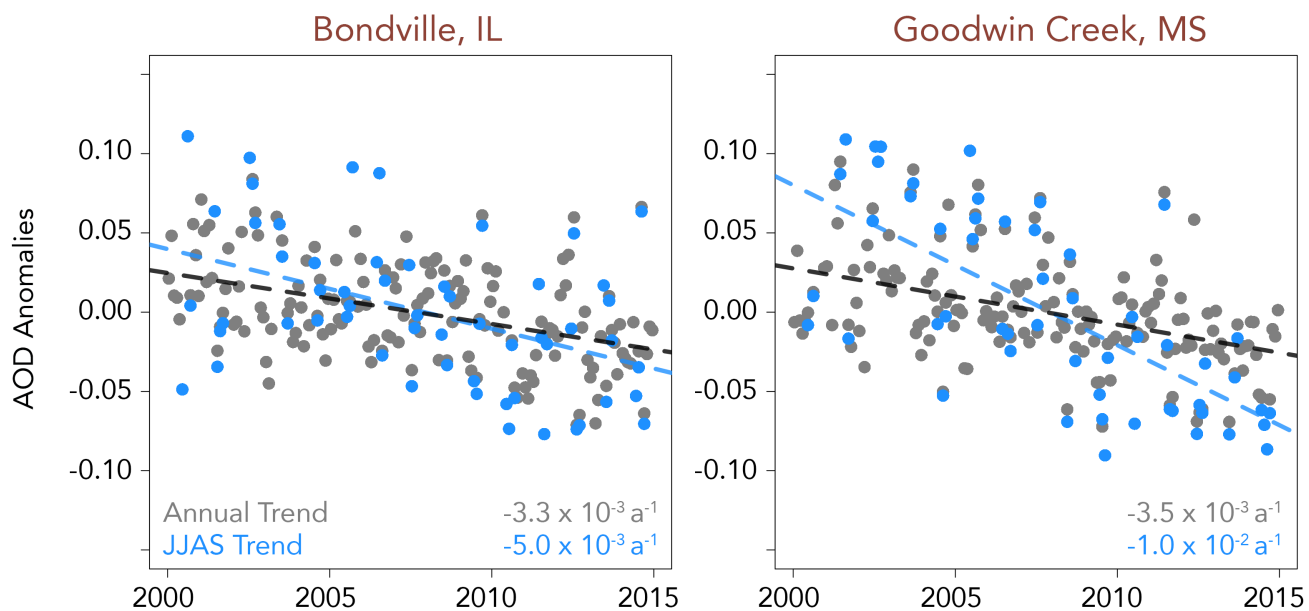 Bondville, IL
Goodwin Creek, MS
AOD Anomalies
0.10
0.05
0.00
-0.05
-0.10
Annual Trend -3.3 x 10⁻³ a⁻¹
JJAS Trend -5.0 x 10⁻³ a⁻¹
2000 2005 2010 2015
0.10
0.05
0.00
-0.05
-0.10
-3.5 x 10⁻³ a⁻¹
-1.0 x 10⁻² a⁻¹
2000 2005 2010 2015